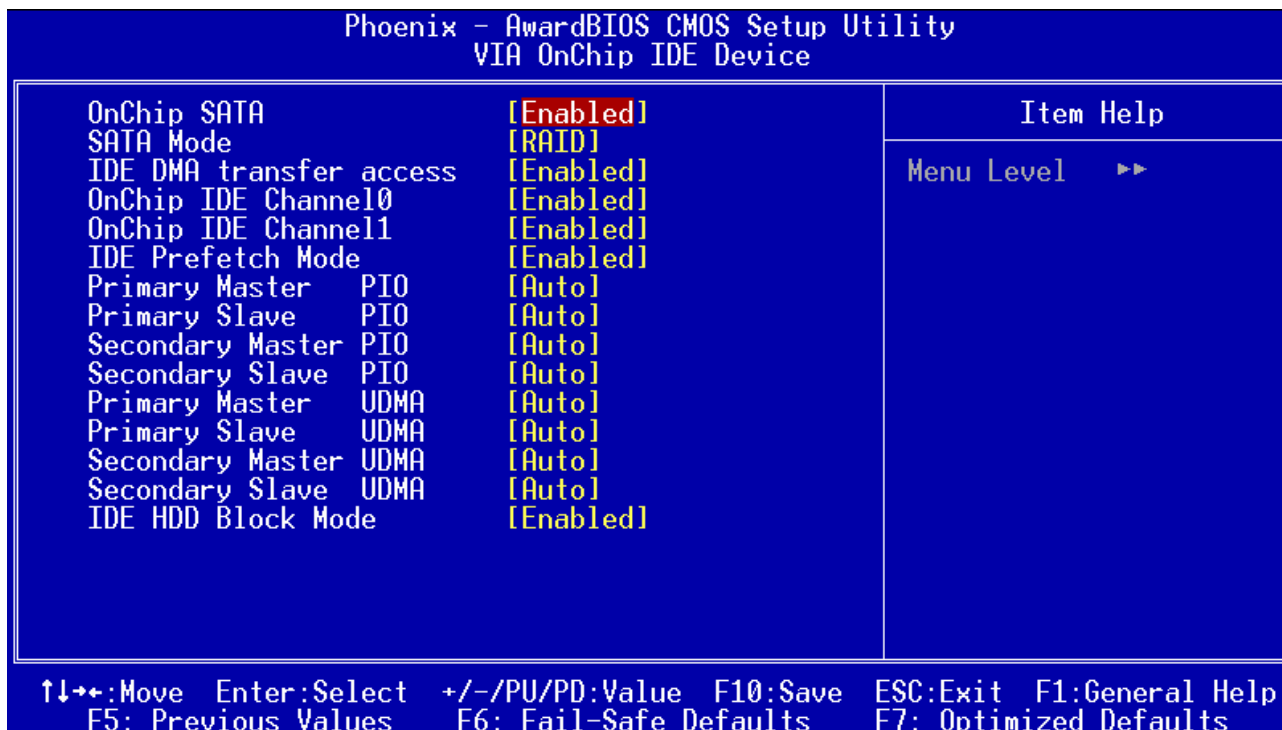 Phoenix - AwardBIOS CMOS Setup Utility
VIA OnChip IDE Device
OnChip SATA [Enabled]
SATA Mode [RAID]
IDE DMA transfer access [Enabled]
OnChip IDE Channel0 [Enabled]
OnChip IDE Channel1 [Enabled]
IDE Prefetch Mode [Enabled]
Primary Master PIO [Auto]
Primary Slave PIO [Auto]
Secondary Master PIO [Auto]
Secondary Slave PIO [Auto]
Primary Master UDMA [Auto]
Primary Slave UDMA [Auto]
Secondary Master UDMA [Auto]
Secondary Slave UDMA [Auto]
IDE HDD Block Mode [Enabled]
Item Help
Menu Level ►►
↑↓→←:Move Enter:Select +/-/PU/PD:Value F10:Save ESC:Exit F1:General Help
F5: Previous Values F6: Fail-Safe Defaults F7: Optimized Defaults